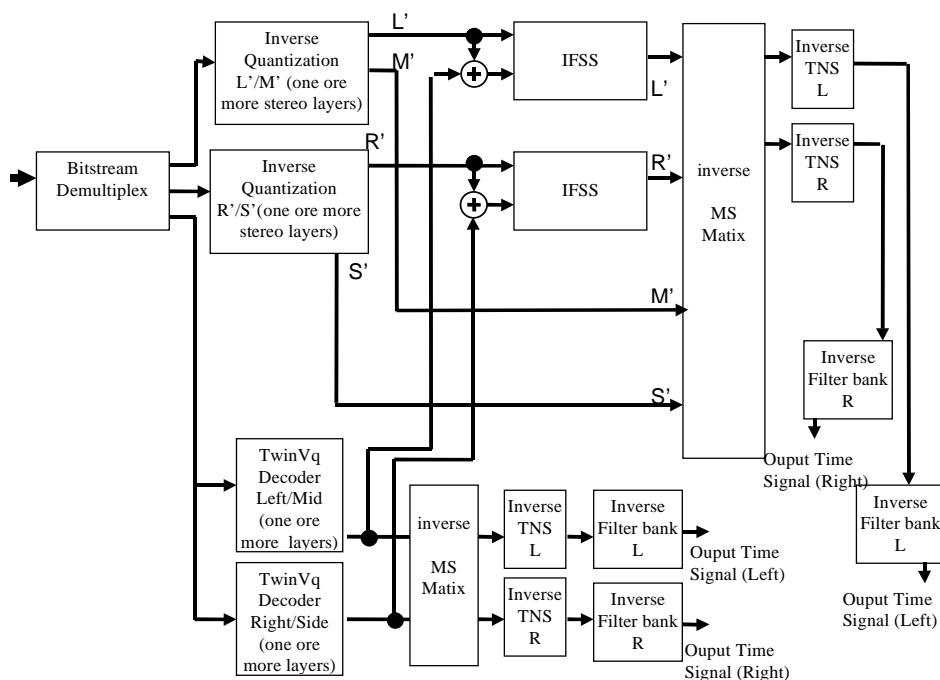 L’
Inverse
Quantization
L’/M’ (one ore
more stereo layers)
M’
IFSS
L’
Inverse
TNS
L
Bitstream
Demultiplex
Inverse
Quantization
R’/S’(one ore more
stereo layers)
R’
IFSS
R’
inverse
MS
Matix
Inverse
TNS
R
S’
M’
S’
Inverse
Filter bank
R
Ouput Time
Signal (Right)
Inverse
Filter bank
L
Ouput Time
Signal (Left)
TwinVq
Decoder
Left/Mid
(one ore
more layers)
inverse
MS
Matix
Inverse
TNS
L
Inverse
Filter bank
L
Ouput Time
Signal (Left)
TwinVq
Decoder
Right/Side
(one ore
more layers)
Inverse
TNS
R
Inverse
Filter bank
R
Ouput Time
Signal (Right)